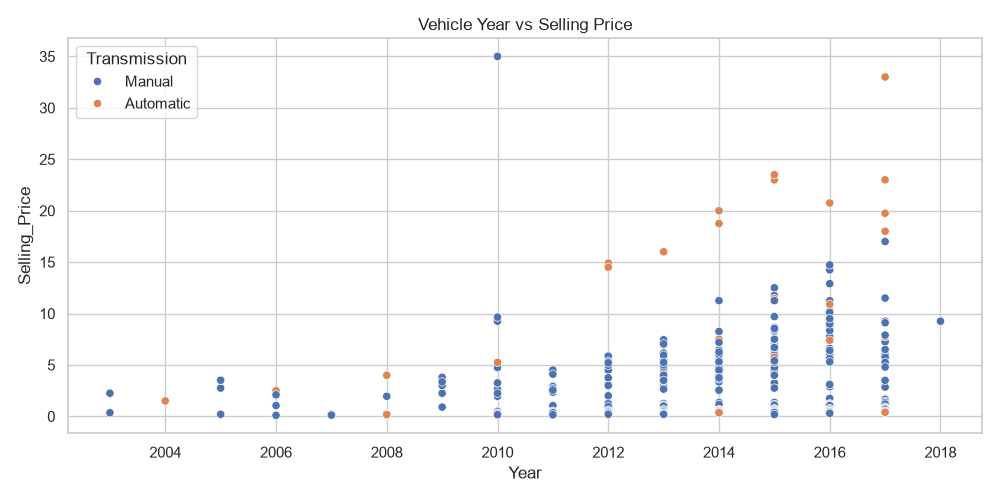 Vehicle Year vs Selling Price
Transmission
Manual
Automatic
Selling_Price
35
30
25
20
15
10
5
0
2004 2006 2008 2010 2012 2014 2016 2018
Year